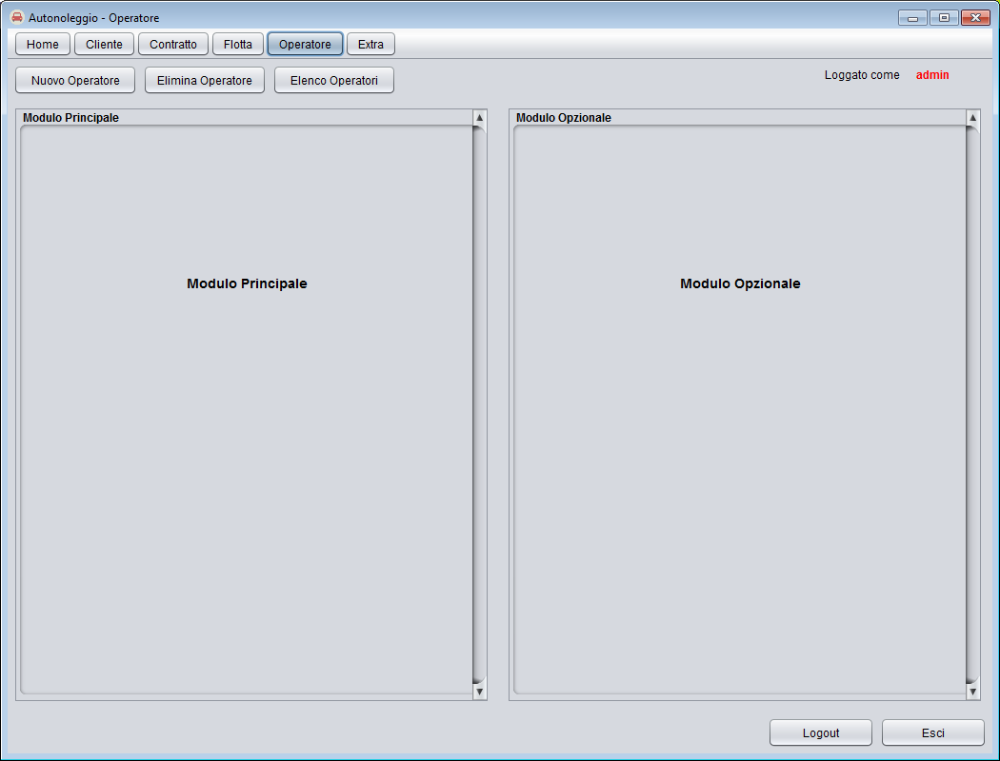 Autonoleggio - Operatore
Home Cliente Contratto Flotta Operatore Extra
Nuovo Operatore Elimina Operatore Elenco Operatori Loggato come admin
Modulo Principale Modulo Opzionale
Modulo Principale Modulo Opzionale
Logout Esci